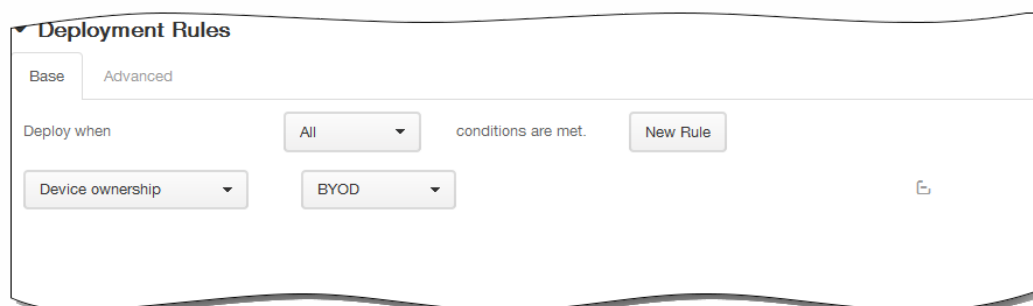 Deployment Rules
Base Advanced
Deploy when All conditions are met. New Rule
Device ownership BYOD